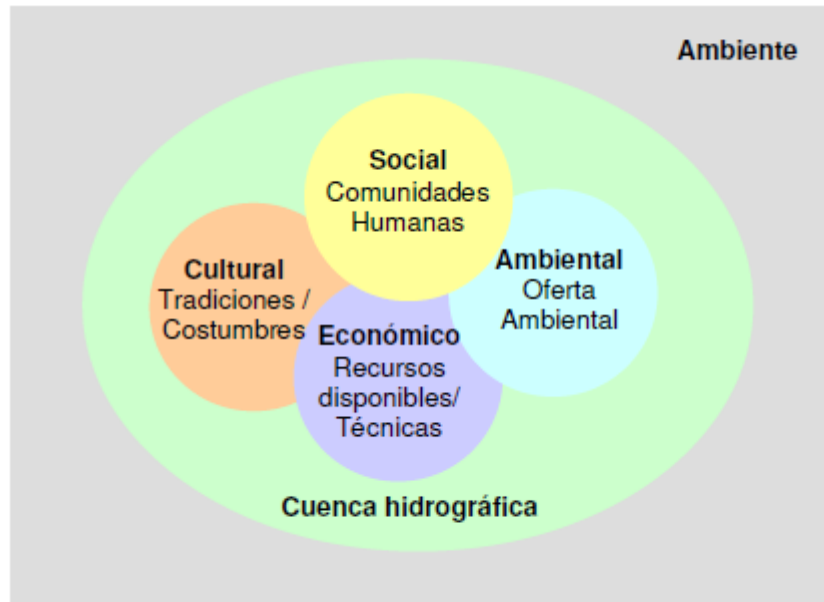 Ambiente
Social
Comunidades
Humanas
Cultural
Tradiciones /
Costumbres
Ambiental
Oferta
Ambiental
Económico
Recursos
disponibles/
Técnicas
Cuenca hidrográfica